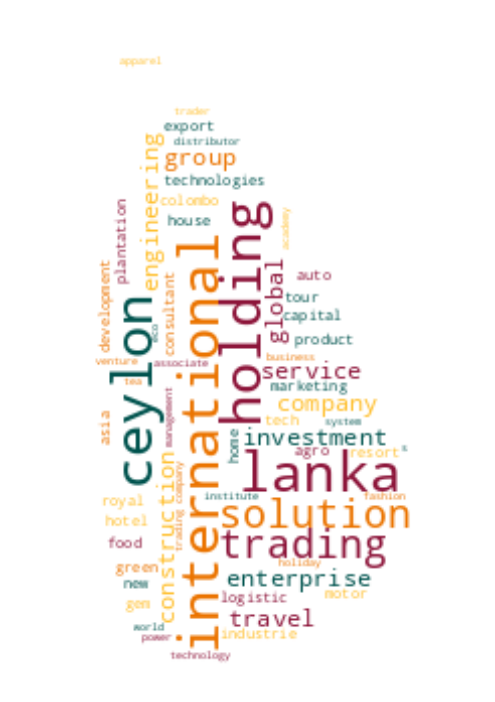 apparel
trader
export
distributor
engineering
group
technologies
colombo
plantation
house
holding
academy
international
development
consultant
global
auto
tour
ceylon
eco
capital
product
business
venture
associate
service
tea
marketing
management
company
asia
tech
system
home
investment
agro
resort
s
lanka
construction
trading company
institute
fashion
royal
solution
hotel
food
trading
holiday
green
new
enterprise
gem
logistic
motor
travel
world
power
industrie
technology